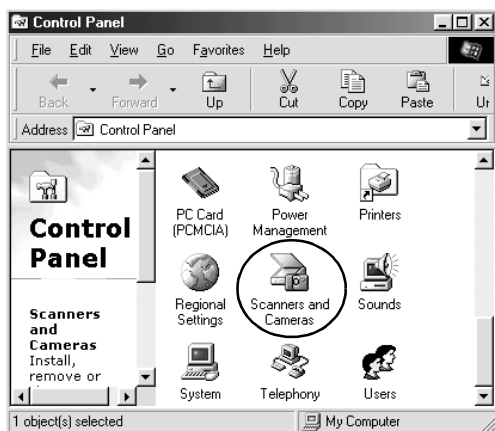 Control Panel
File Edit View Go Favorites Help
Back Forward Up Cut Copy Paste
Address Control Panel
Control
Panel
Scanners
and
Cameras
Install,
remove or
PC Card
(PCMCIA)
Power
Management
Printers
Regional
Settings
Scanners and
Cameras
Sounds
System
Telephony
Users
1 object(s) selected
My Computer